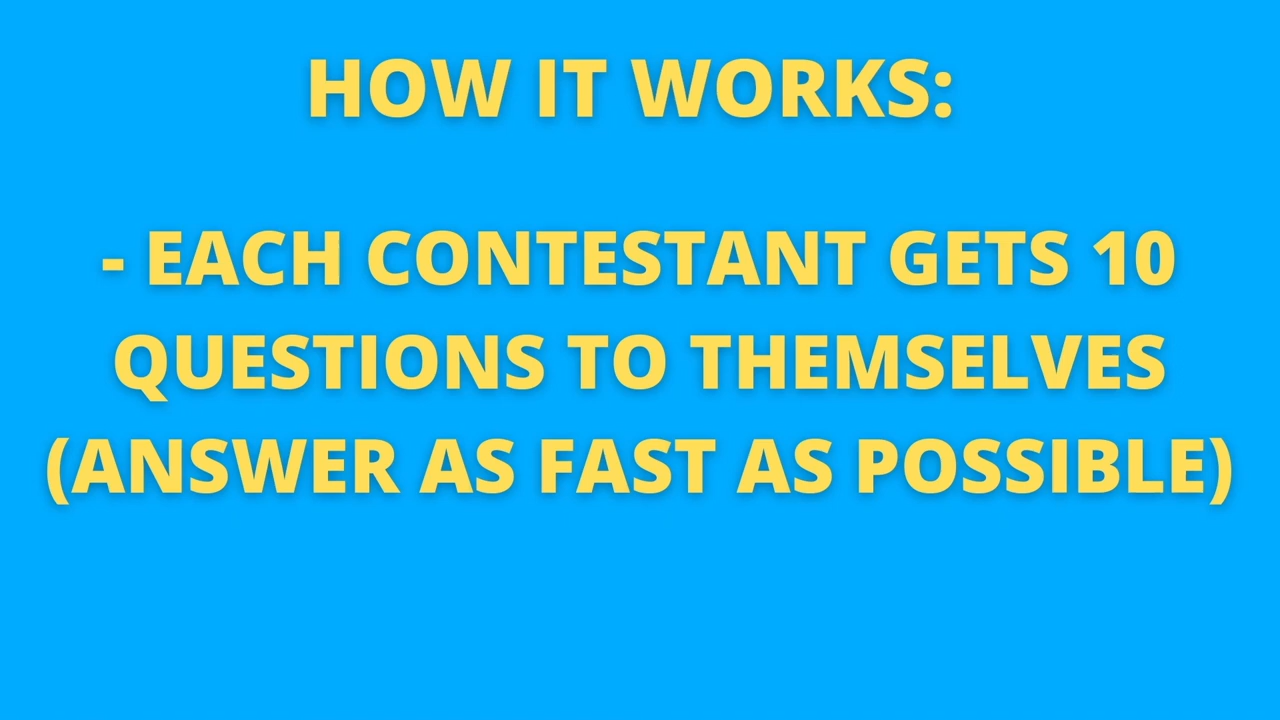 HOW IT WORKS:
- EACH CONTESTANT GETS 10
QUESTIONS TO THEMSELVES
(ANSWER AS FAST AS POSSIBLE)